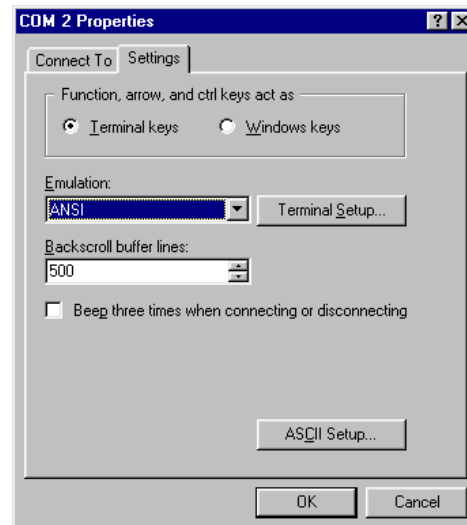 COM 2 Properties
Connect To Settings
Function, arrow, and ctrl keys act as
Terminal keys Windows keys
Emulation:
ANSI Terminal Setup...
Backscroll buffer lines:
500
Beep three times when connecting or disconnecting
ASCII Setup...
OK Cancel